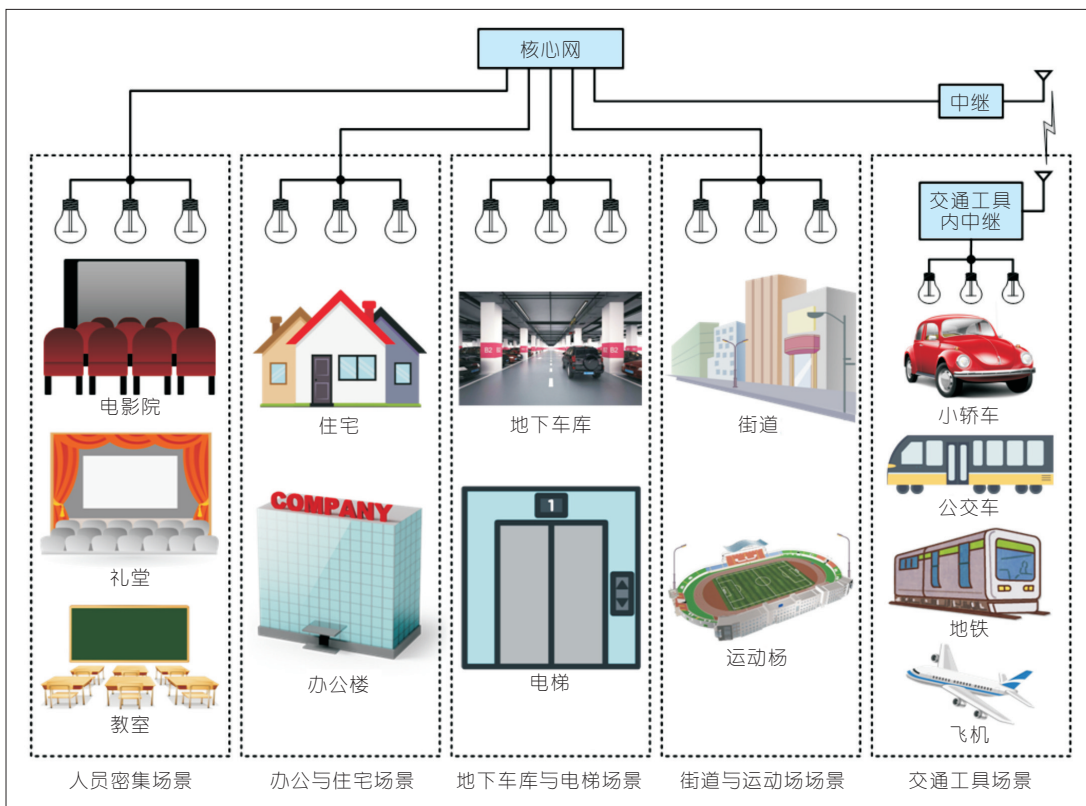 核心网
中继
交通工具
内中继
电影院
住宅
B2
B2
地下车库
街道
小轿车
礼堂
COMPANY
办公楼
1
电梯
运动杨
公交车
地铁
教室
飞机
人员密集场景
办公与住宅场景
地下车库与电梯场景
街道与运动场场景
交通工具场景